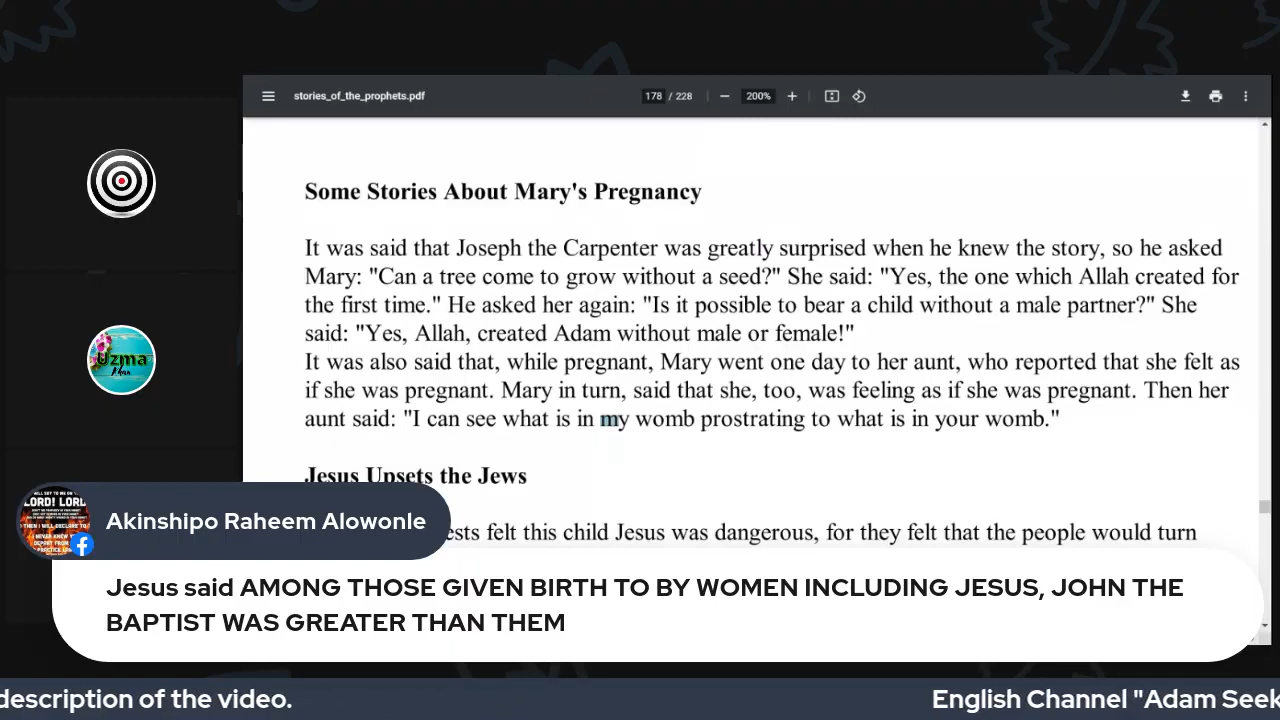 stories_of_the_prophets.pdf
178 / 228
200%
Some Stories About Mary's Pregnancy
It was said that Joseph the Carpenter was greatly surprised when he knew the story, so he asked
Mary: "Can a tree come to grow without a seed?" She said: "Yes, the one which Allah created for
the first time." He asked her again: "Is it possible to bear a child without a male partner?" She
said: "Yes, Allah, created Adam without male or female!"
It was also said that, while pregnant, Mary went one day to her aunt, who reported that she felt as
if she was pregnant. Mary in turn, said that she, too, was feeling as if she was pregnant. Then her
aunt said: "I can see what is in my womb prostrating to what is in your womb."
Jesus Upsets the Jews
ests felt this child Jesus was dangerous, for they felt that the people would turn
Uzma
Khan
LORD! LORD
Akinshipo Raheem Alowonle
Jesus said AMONG THOSE GIVEN BIRTH TO BY WOMEN INCLUDING JESUS, JOHN THE
BAPTIST WAS GREATER THAN THEM
description of the video.
English Channel "Adam Seek